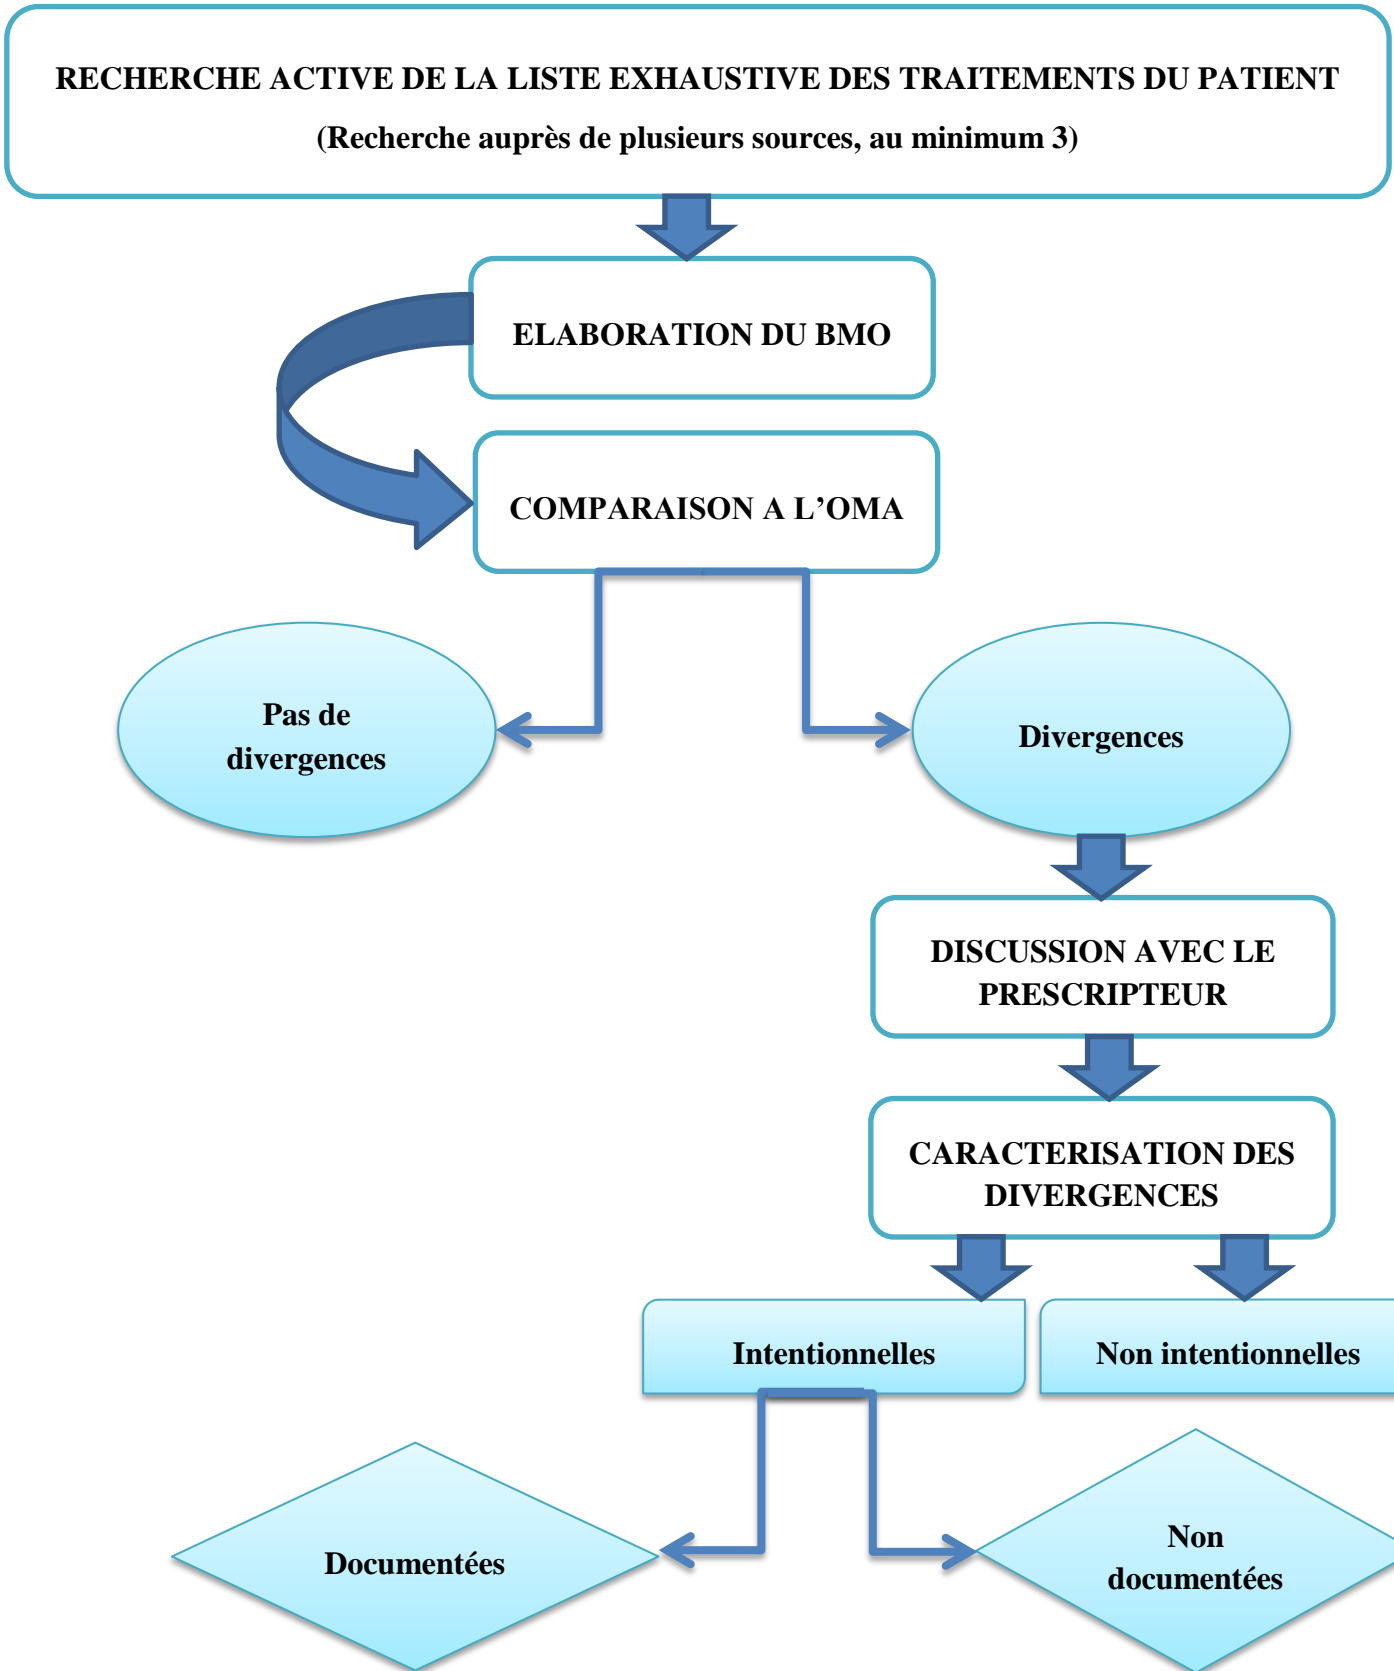 RECHERCHE ACTIVE DE LA LISTE EXHAUSTIVE DES TRAITEMENTS DU PATIENT
(Recherche auprès de plusieurs sources, au minimum 3)
ELABORATION DU BMO
COMPARAISON A L’OMA
Pas de
divergences
Divergences
DISCUSSION AVEC LE
PRESCRIPTEUR
CARACTERISATION DES
DIVERGENCES
Intentionnelles
Non intentionnelles
Documentées
Non
documentées